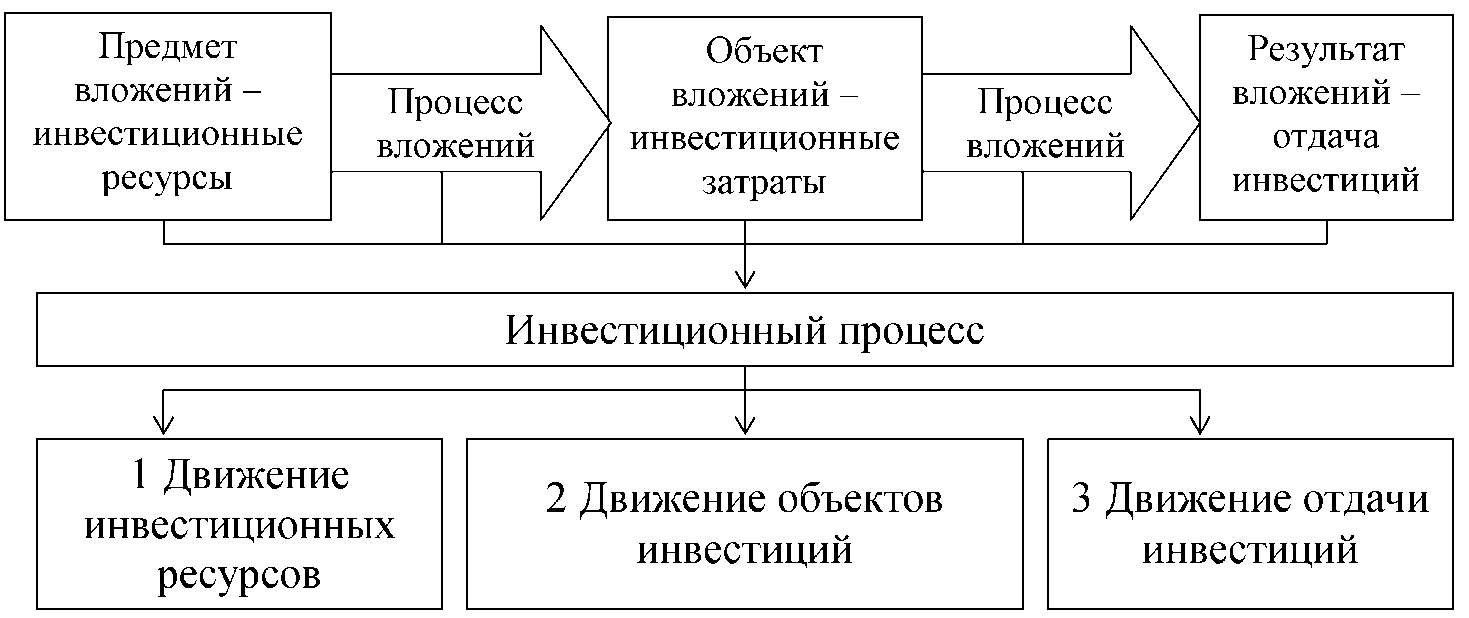 Предмет
вложений –
инвестиционные
ресурсы
Процесс
вложений
Объект
вложений –
инвестиционные
затраты
Процесс
вложений
Результат
вложений –
отдача
инвестиций
Инвестиционный процесс
1 Движение
инвестиционных
ресурсов
2 Движение объектов
инвестиций
3 Движение отдачи
инвестиций